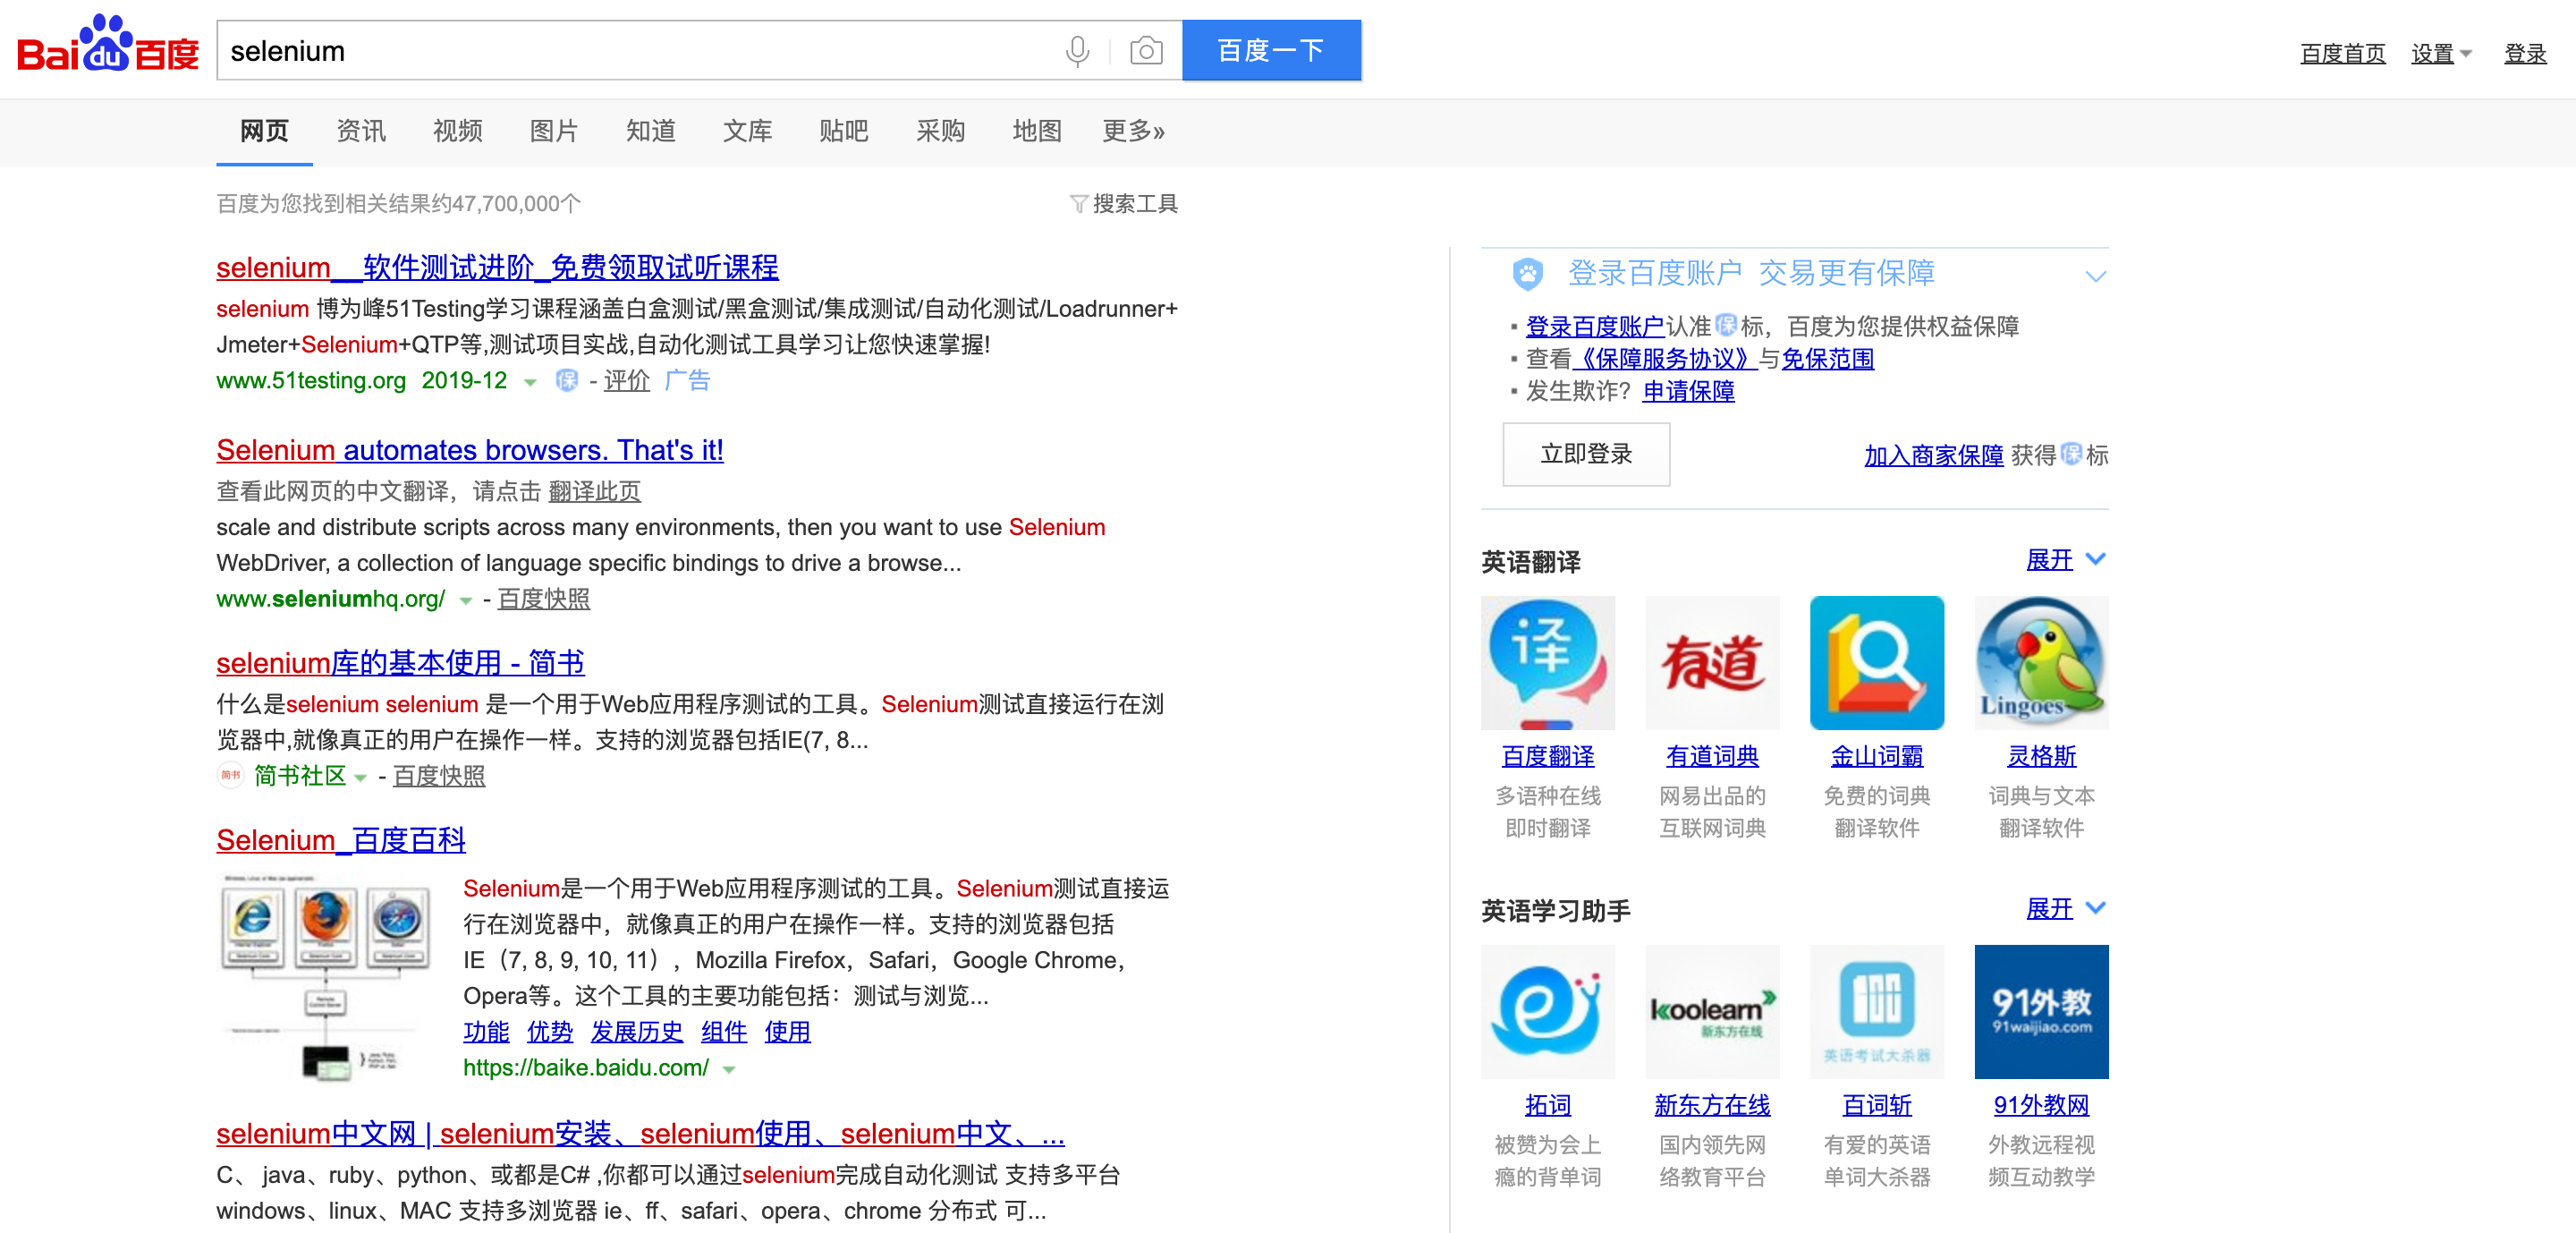 Bai du 百度
selenium
百度一下
百度首页 设置 登录
网页 资讯 视频 图片 知道 文库 贴吧 采购 地图 更多»
百度为您找到相关结果约47,700,000个
搜索工具
selenium__软件测试进阶_免费领取试听课程
selenium 博为峰51Testing学习课程涵盖白盒测试/黑盒测试/集成测试/自动化测试/Loadrunner+
Jmeter+Selenium+QTP等,测试项目实战,自动化测试工具学习让您快速掌握!
www.51testing.org 2019-12 保 - 评价 广告
Selenium automates browsers. That's it!
查看此网页的中文翻译，请点击 翻译此页
scale and distribute scripts across many environments, then you want to use Selenium
WebDriver, a collection of language specific bindings to drive a browse...
www.seleniumhq.org/ - 百度快照
selenium库的基本使用 - 简书
什么是selenium selenium 是一个用于Web应用程序测试的工具。Selenium测试直接运行在浏
览器中,就像真正的用户在操作一样。支持的浏览器包括IE(7, 8...
简书 简书社区 - 百度快照
Selenium_百度百科
Selenium是一个用于Web应用程序测试的工具。Selenium测试直接运
行在浏览器中，就像真正的用户在操作一样。支持的浏览器包括
IE（7, 8, 9, 10, 11），Mozilla Firefox，Safari，Google Chrome，
Opera等。这个工具的主要功能包括：测试与浏览...
功能 优势 发展历史 组件 使用
https://baike.baidu.com/
selenium中文网 | selenium安装、selenium使用、selenium中文、...
C、 java、ruby、python、或都是C# ,你都可以通过selenium完成自动化测试 支持多平台
windows、linux、MAC 支持多浏览器 ie、ff、safari、opera、chrome 分布式 可...
登录百度账户 交易更有保障
登录百度账户认准保标，百度为您提供权益保障
查看《保障服务协议》与免保范围
发生欺诈？申请保障
立即登录
加入商家保障 获得保标
英语翻译 展开
译 有道 Lingoes
百度翻译 有道词典 金山词霸 灵格斯
多语种在线 网易出品的 免费的词典 词典与文本
即时翻译 互联网词典 翻译软件 翻译软件
英语学习助手 展开
koolearn 新东方在线
100
英语考试大杀器
91外教
91waijiao.com
拓词 新东方在线 百词斩 91外教网
被赞为会上 国内领先网 有爱的英语 外教远程视
瘾的背单词 络教育平台 单词大杀器 频互动教学